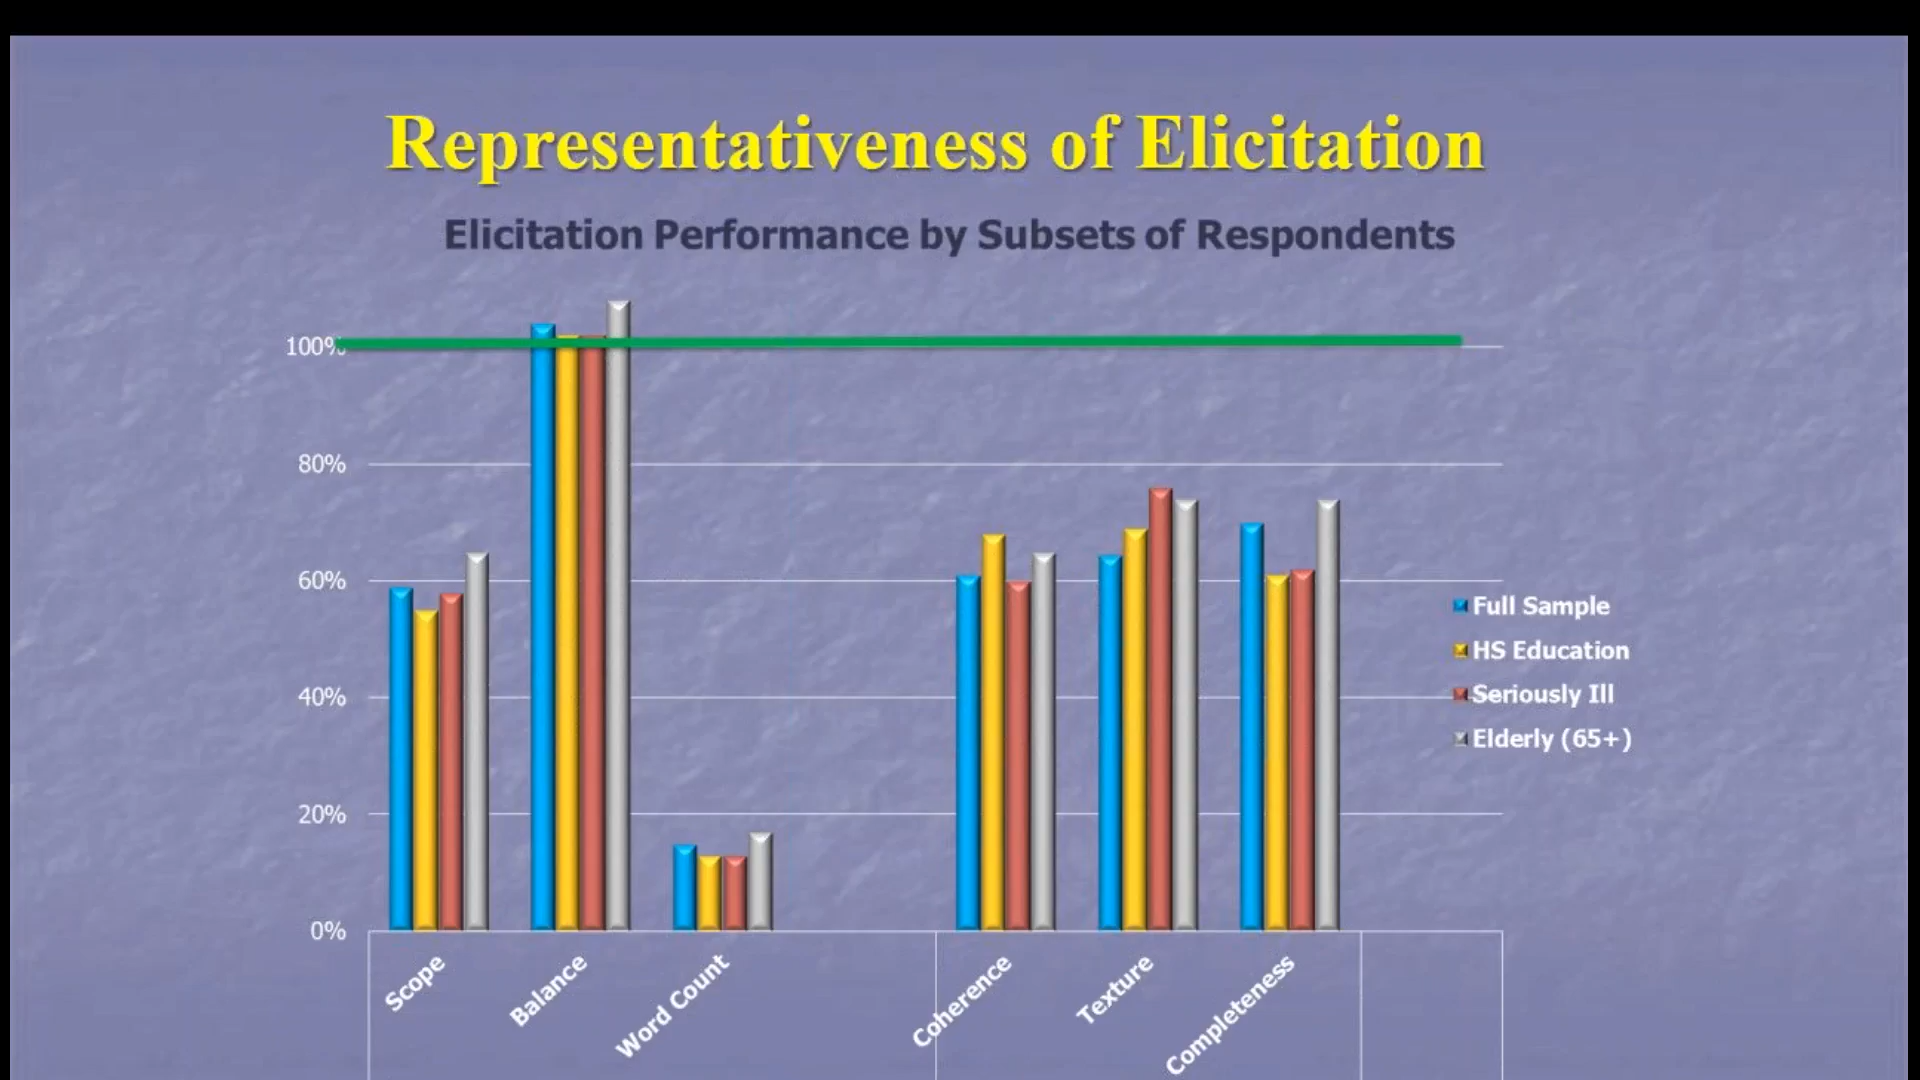 Representativeness of Elicitation
Elicitation Performance by Subsets of Respondents
100%
80%
60%
40%
20%
0%
Scope
Balance
Word Count
Coherence
Texture
Completeness
Full Sample
HS Education
Seriously Ill
Elderly (65+)